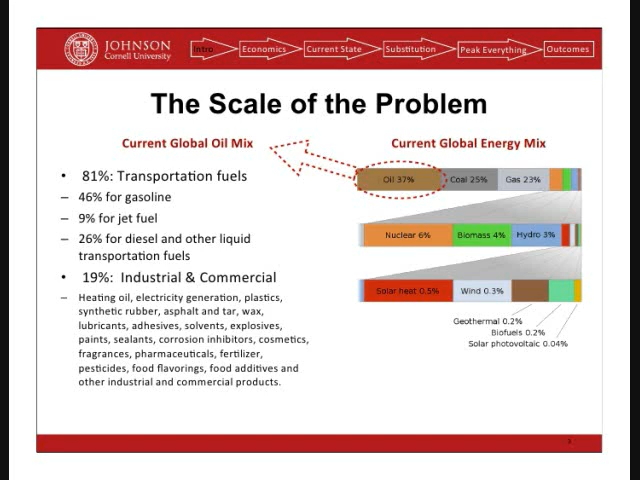 JOHNSON
Cornell University
Intro
Economics
Current State
Substitution
Peak Everything
Outcomes
The Scale of the Problem
Current Global Oil Mix
• 81%: Transportation fuels
– 46% for gasoline
– 9% for jet fuel
– 26% for diesel and other liquid
transportation fuels
• 19%: Industrial & Commercial
– Heating oil, electricity generation, plastics,
synthetic rubber, asphalt and tar, wax,
lubricants, adhesives, solvents, explosives,
paints, sealants, corrosion inhibitors, cosmetics,
fragrances, pharmaceuticals, fertilizer,
pesticides, food flavorings, food additives and
other industrial and commercial products.
Current Global Energy Mix
Oil 37%
Coal 25%
Gas 23%
Nuclear 6%
Biomass 4%
Hydro 3%
Solar heat 0.5%
Wind 0.3%
Geothermal 0.2%
Biofuels 0.2%
Solar photovoltaic 0.04%
3